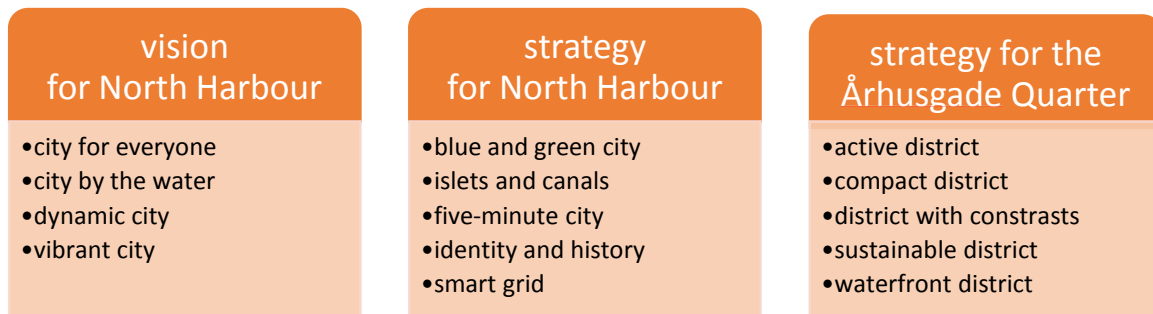 vision
for North Harbour
•city for everyone
•city by the water
•dynamic city
•vibrant city
strategy
for North Harbour
•blue and green city
•islets and canals
•five-minute city
•identity and history
•smart grid
strategy for the
Århusgade Quarter
•active district
•compact district
•district with constrasts
•sustainable district
•waterfront district